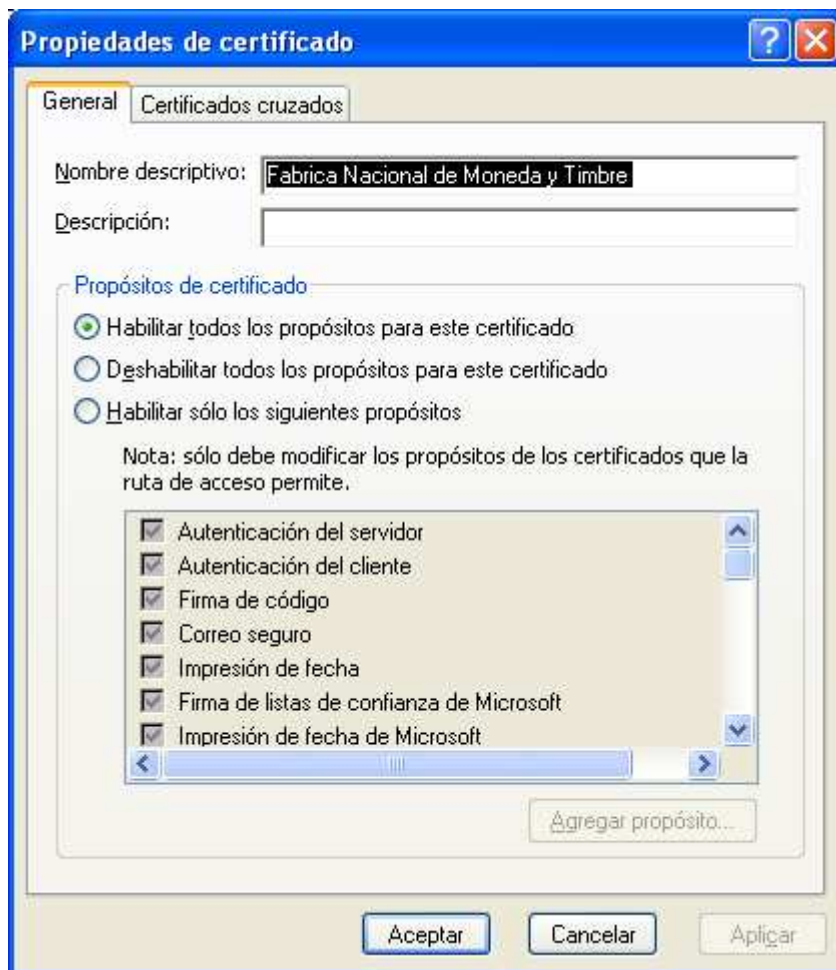 Propiedades de certificado
General
Certificados cruzados
Nombre descriptivo: Fabrica Nacional de Moneda y Timbre
Descripción:
Propósitos de certificado
Habilitar todos los propósitos para este certificado
Deshabilitar todos los propósitos para este certificado
Habilitar sólo los siguientes propósitos
Nota: sólo debe modificar los propósitos de los certificados que la
ruta de acceso permite.
Autenticación del servidor
Autenticación del cliente
Firma de código
Correo seguro
Impresión de fecha
Firma de listas de confianza de Microsoft
Impresión de fecha de Microsoft
Agregar propósito...
Aceptar
Cancelar
Aplicar